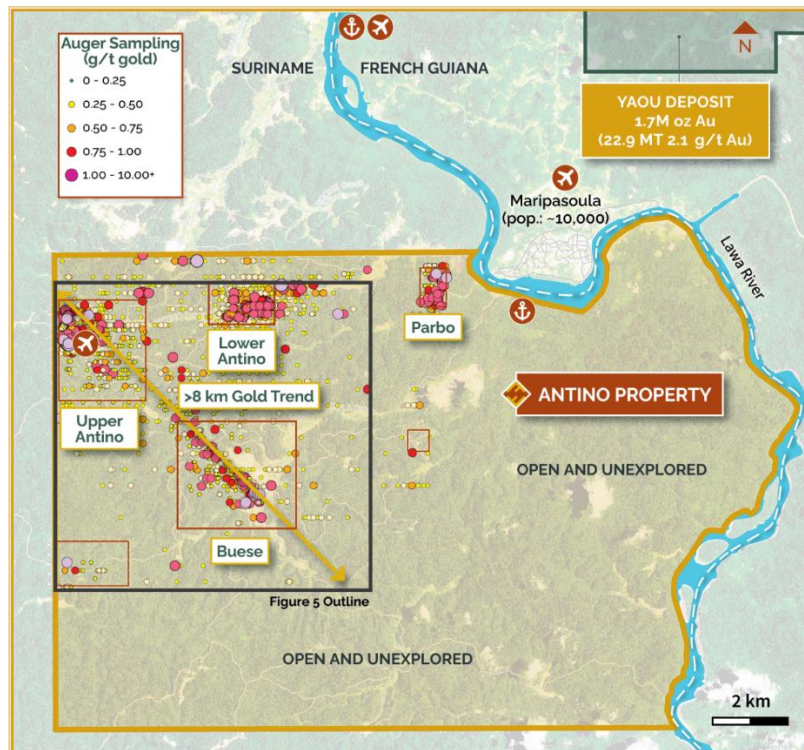 Auger Sampling
(g/t gold)
0 - 0.25
0.25 - 0.50
0.50 - 0.75
0.75 - 1.00
1.00 - 10.00+
SURINAME
FRENCH GUIANA
N
YAOU DEPOSIT
1.7M oz Au
(22.9 MT 2.1 g/t Au)
Maripasoula
(pop.: ~10,000)
Lawa River
Parbo
Lower
Antino
>8 km Gold Trend
Upper
Antino
ANTINO PROPERTY
OPEN AND UNEXPLORED
Buese
Figure 5 Outline
OPEN AND UNEXPLORED
2 km